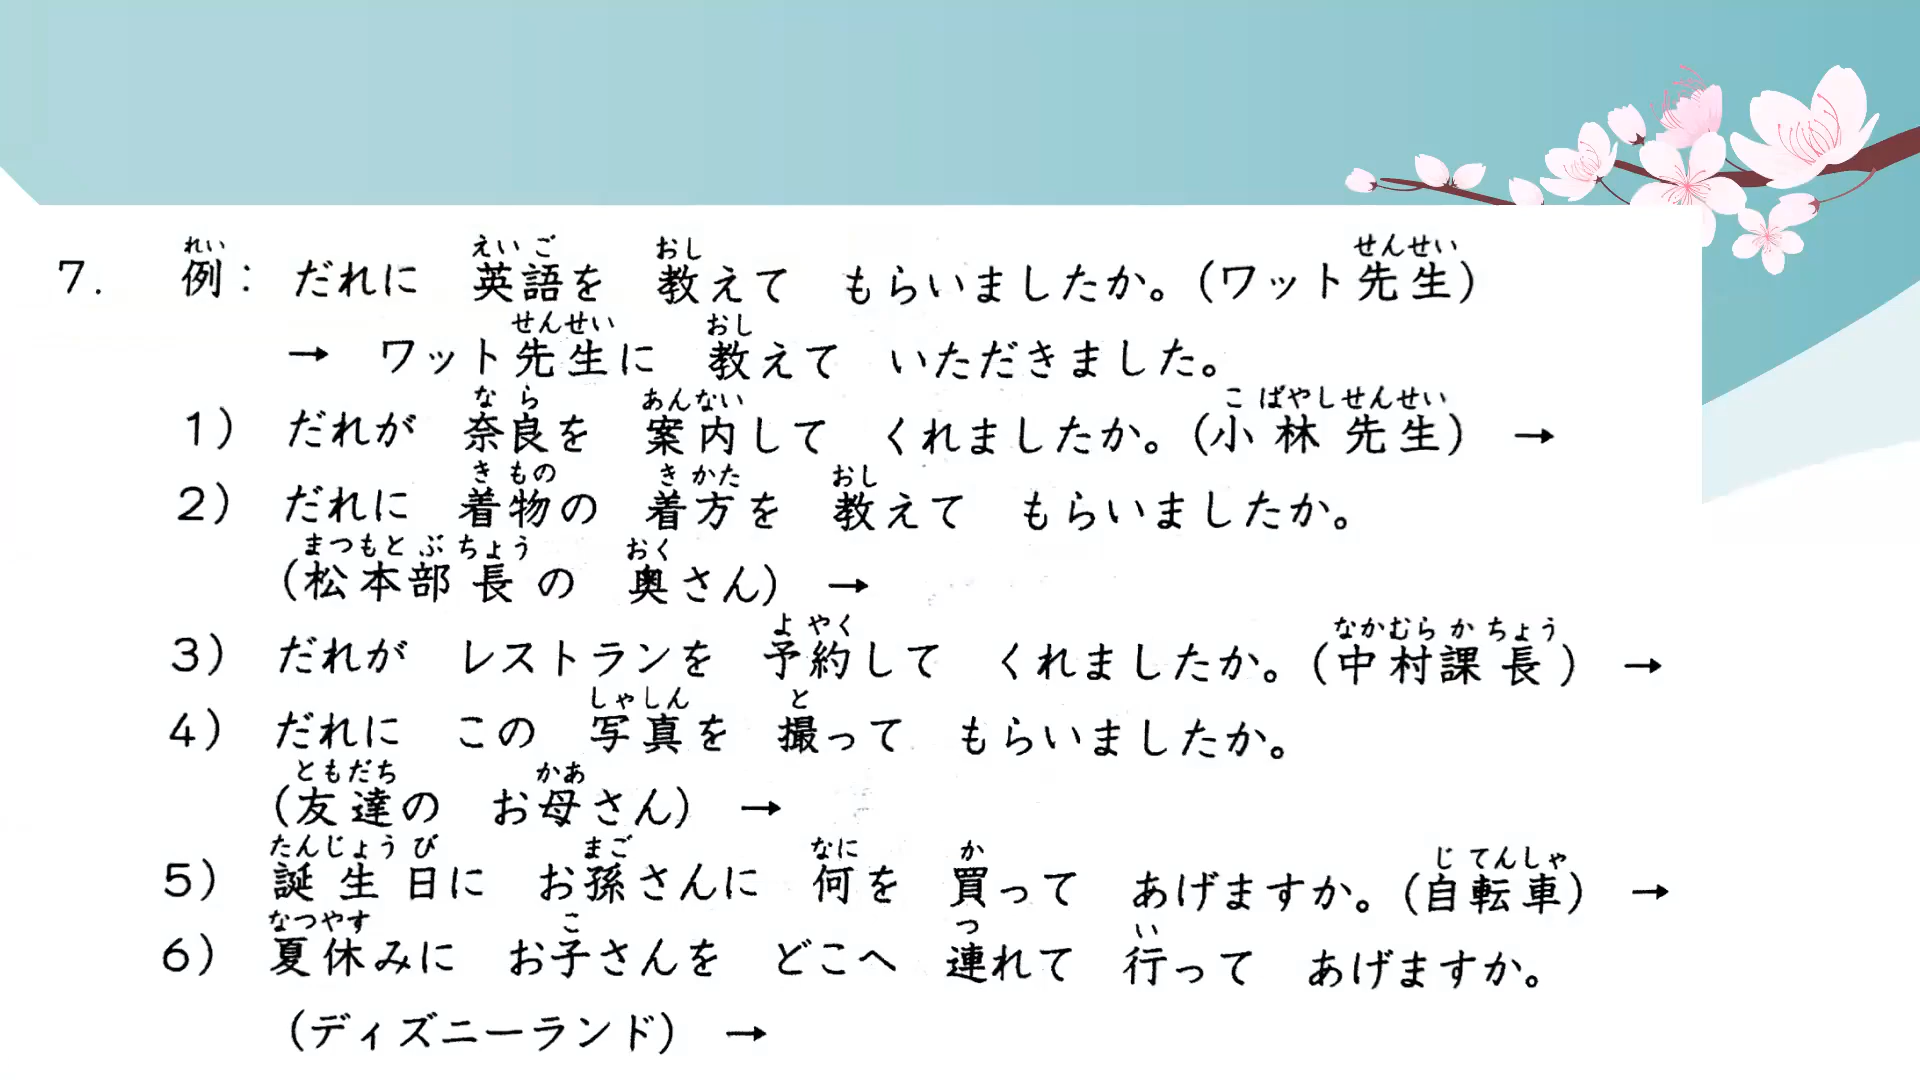 7. 例： だれに 英語を 教えて もらいましたか。（ワット先生）
→ ワット先生に 教えて いただきました。
1） だれが 奈良を 案内して くれましたか。（小林先生） →
2） だれに 着物の 着方を 教えて もらいましたか。
（松本部長の 奥さん） →
3） だれが レストランを 予約して くれましたか。（中村課長） →
4） だれに この 写真を 撮って もらいましたか。
（友達の お母さん） →
5） 誕生日に お孫さんに 何を 買って あげますか。（自転車） →
6） 夏休みに お子さんを どこへ 連れて 行って あげますか。
（ディズニーランド） →